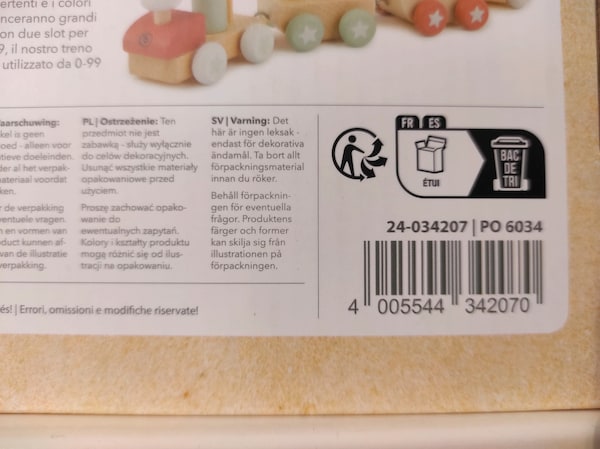 ertenti e i colori
nceranno grandi
on due slot per
9, il nostro treno
utilizzato da 0-99
aarschuwing:
kel is geen
oed - alleen voor
tieve doeleinden.
der al het verpak-
ateriaal voordat
ken.
r de verpakking
ventuele vragen.
n en vormen van
duct kunnen af-
van de illustratie
verpakking.
PL | Ostrzeżenie: Ten
przedmiot nie jest
zabawką - służy wyłącznie
do celów dekoracyjnych.
Usunąć wszystkie materiały
opakowaniowe przed
użyciem.
Proszę zachować opako-
wanie do
ewentualnych zapytań.
Kolory i kształty produktu
mogą różnić się od ilus-
tracji na opakowaniu.
SV | Varning: Det
här är ingen leksak -
endast för dekorativa
ändamål. Ta bort allt
förpackningsmaterial
innan du röker.
Behåll förpacknin-
gen för eventuella
frågor. Produktens
färger och former
kan skilja sig från
illustrationen på
förpackningen.
és! | Errori, omissioni e modifiche riservate!
FR ES
ÉTUI
BAC
DE
TRI
24-034207 | PO 6034
4 005544 342070